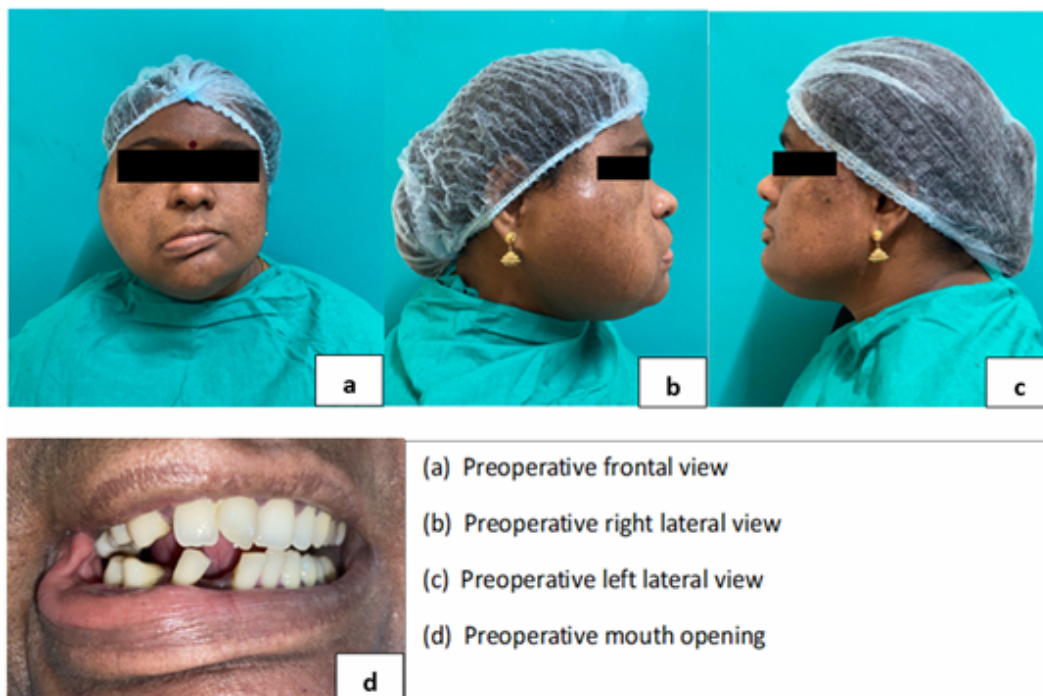 a
b
c
(a) Preoperative frontal view
(b) Preoperative right lateral view
(c) Preoperative left lateral view
(d) Preoperative mouth opening
d